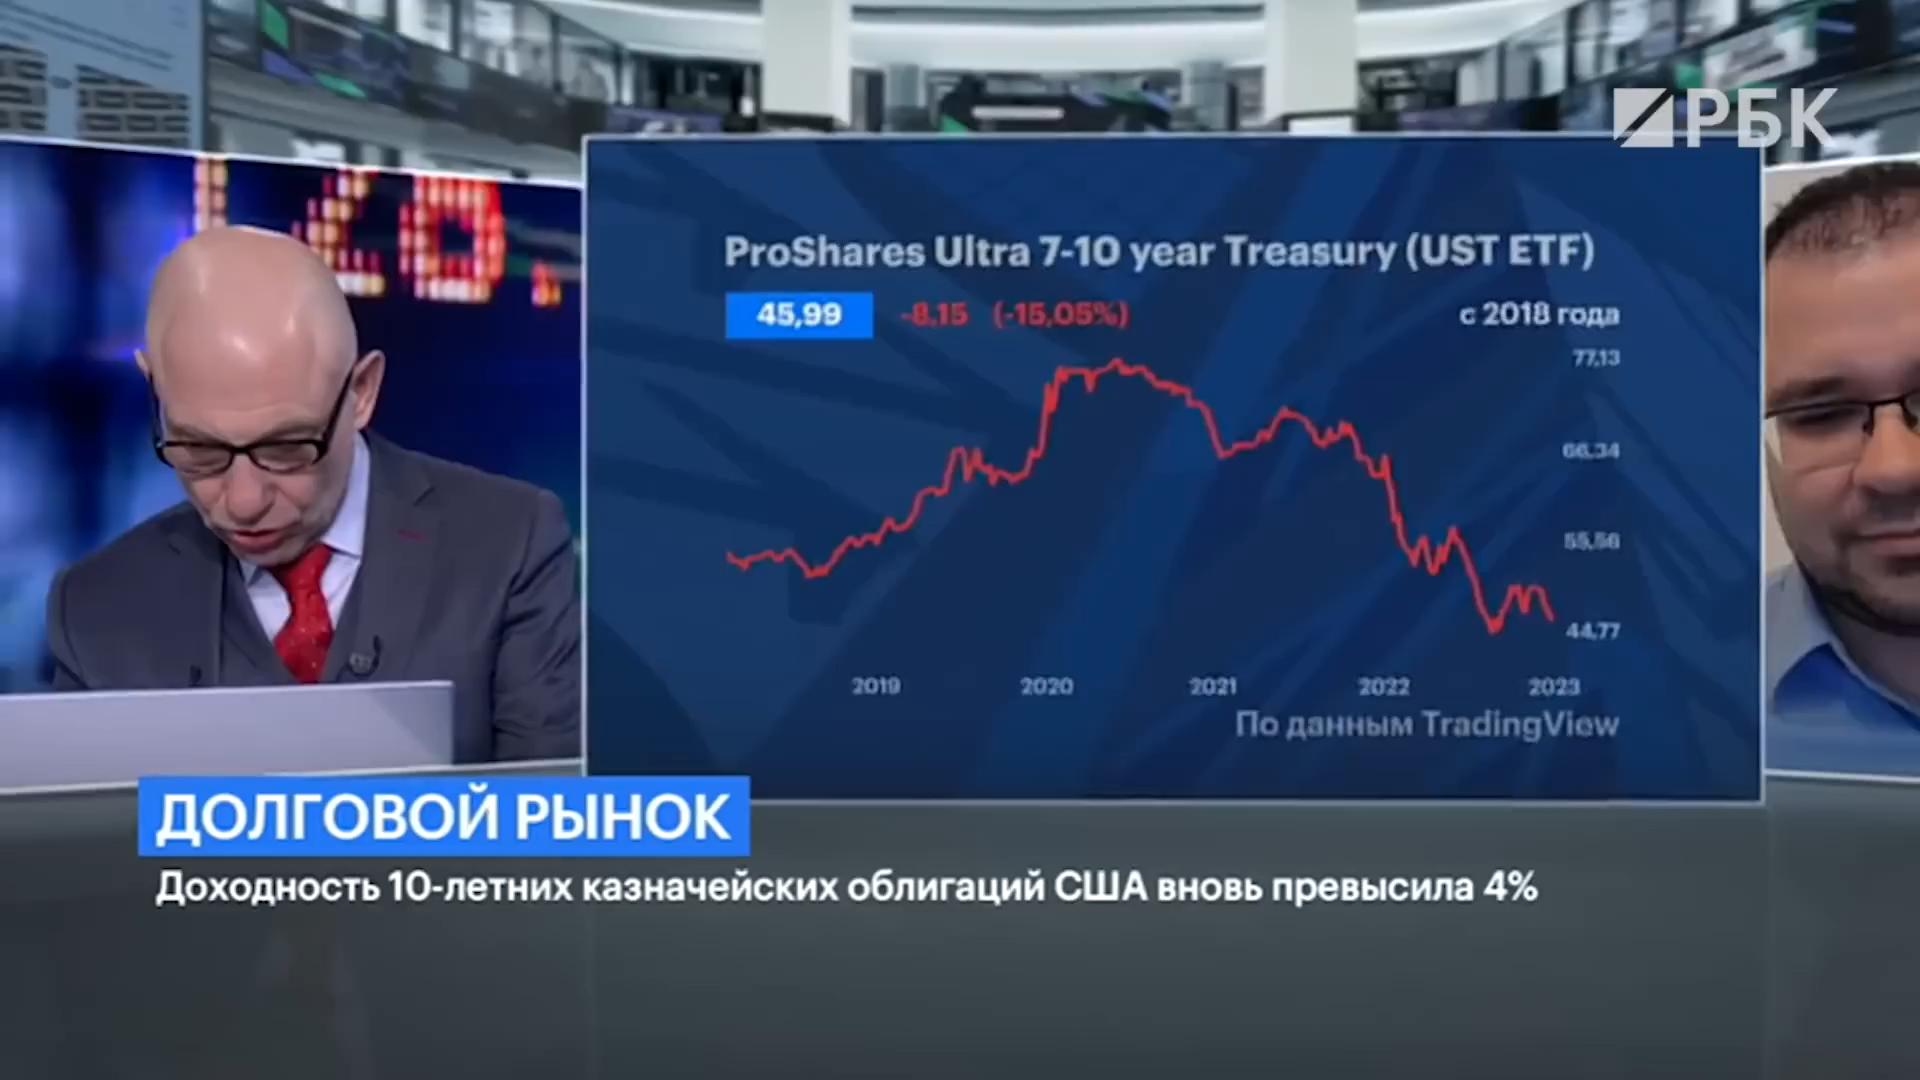 РБК
ProShares Ultra 7-10 year Treasury (UST ETF)
45,99 -8,15 (-15,05%) с 2018 года
77,13
66,34
55,56
44,77
2019 2020 2021 2022 2023
По данным TradingView
ДОЛГОВОЙ РЫНОК
Доходность 10-летних казначейских облигаций США вновь превысила 4%